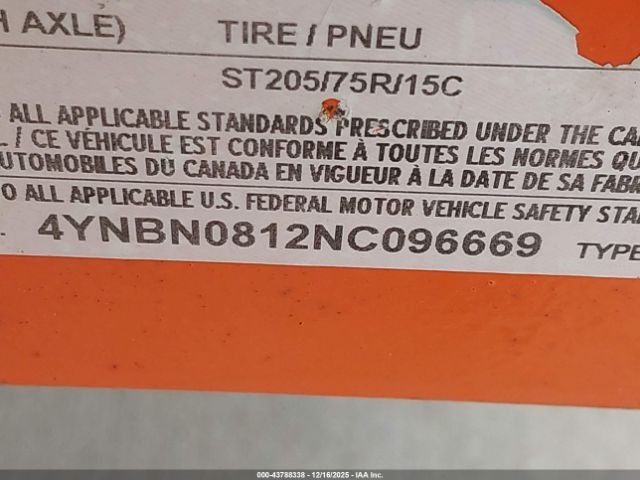 H AXLE) TIRE / PNEU
ST205/75R/15C
ALL APPLICABLE STANDARDS PRESCRIBED UNDER THE CA
/ CE VÉHICULE EST CONFORME À TOUTES LES NORMES QU
AUTOMOBILES DU CANADA EN VIGUEUR À LA DATE DE SA FABR
O ALL APPLICABLE U.S. FEDERAL MOTOR VEHICLE SAFETY STA
4YNBN0812NC096669 TYPE
000-43788338 - 12/16/2025 - IAA Inc.